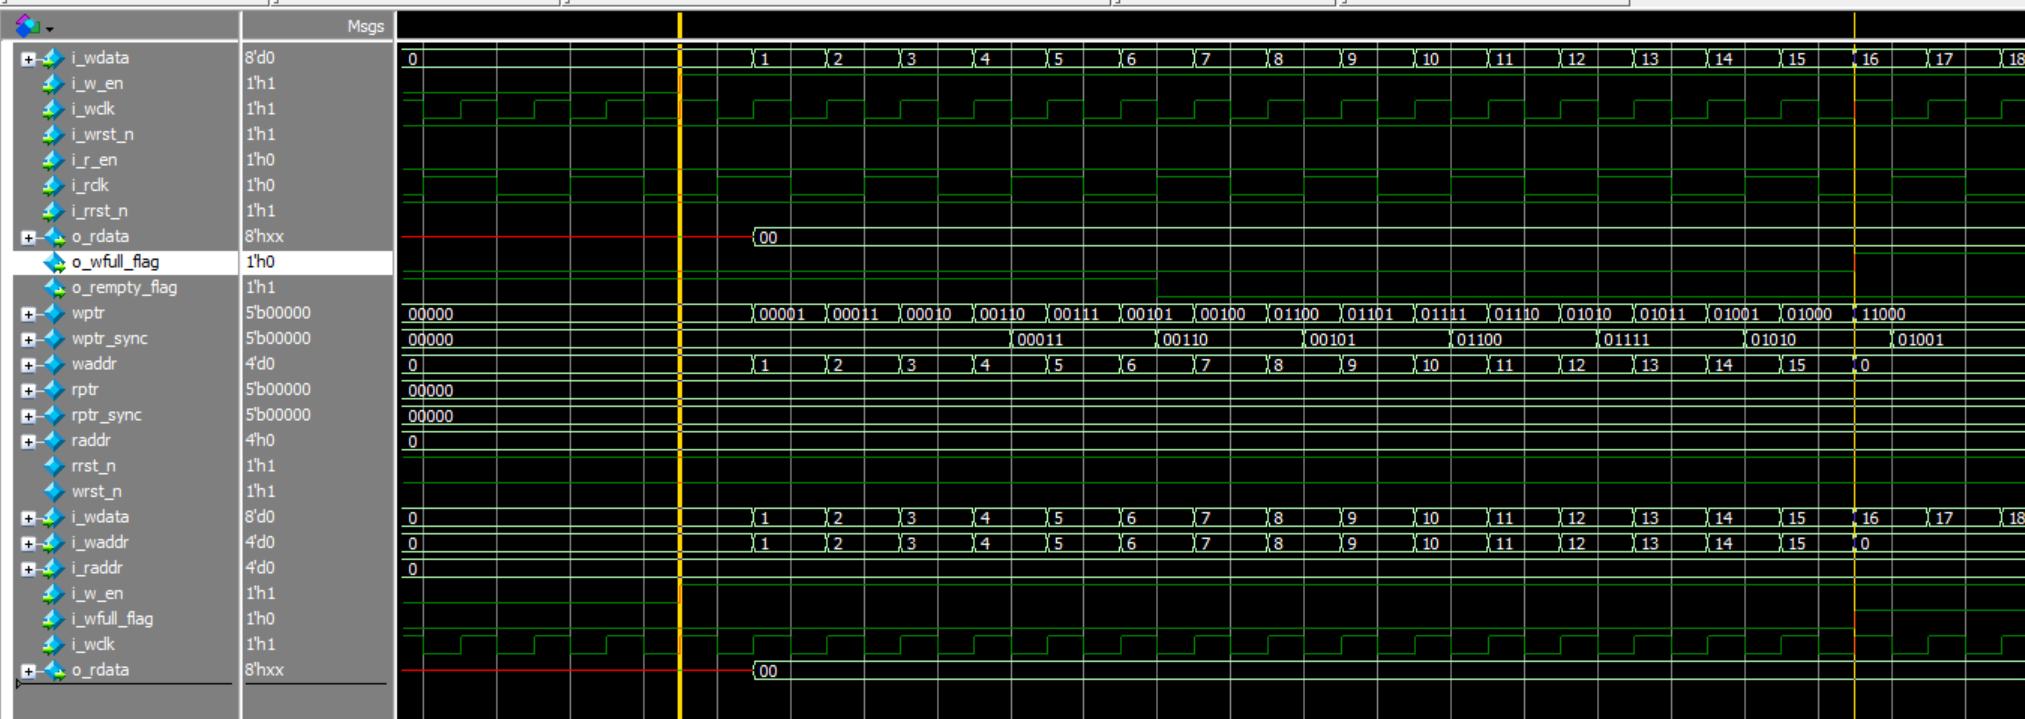 Msgs
i_wdata 8'd0 0 1 2 3 4 5 6 7 8 9 10 11 12 13 14 15 16 17 18
i_w_en 1'h1
i_wclk 1'h1
i_wrst_n 1'h1
i_r_en 1'h0
i_rclk 1'h0
i_rrst_n 1'h1
o_rdata 8'hxx 00
o_wfull_flag 1'h0
o_rempty_flag 1'h1
wptr 5'b00000 00000 00001 00011 00010 00110 00111 00101 00100 01100 01101 01111 01110 01010 01011 01001 01000 11000
wptr_sync 5'b00000 00000 00011 00110 00101 01100 01111 01010 01001
waddr 4'd0 0 1 2 3 4 5 6 7 8 9 10 11 12 13 14 15 0
rptr 5'b00000 00000
rptr_sync 5'b00000 00000
raddr 4'h0 0
rrst_n 1'h1
wrst_n 1'h1
i_wdata 8'd0 0 1 2 3 4 5 6 7 8 9 10 11 12 13 14 15 16 17 18
i_waddr 4'd0 0 1 2 3 4 5 6 7 8 9 10 11 12 13 14 15 0
i_raddr 4'd0 0
i_w_en 1'h1
i_wfull_flag 1'h0
i_wclk 1'h1
o_rdata 8'hxx 00